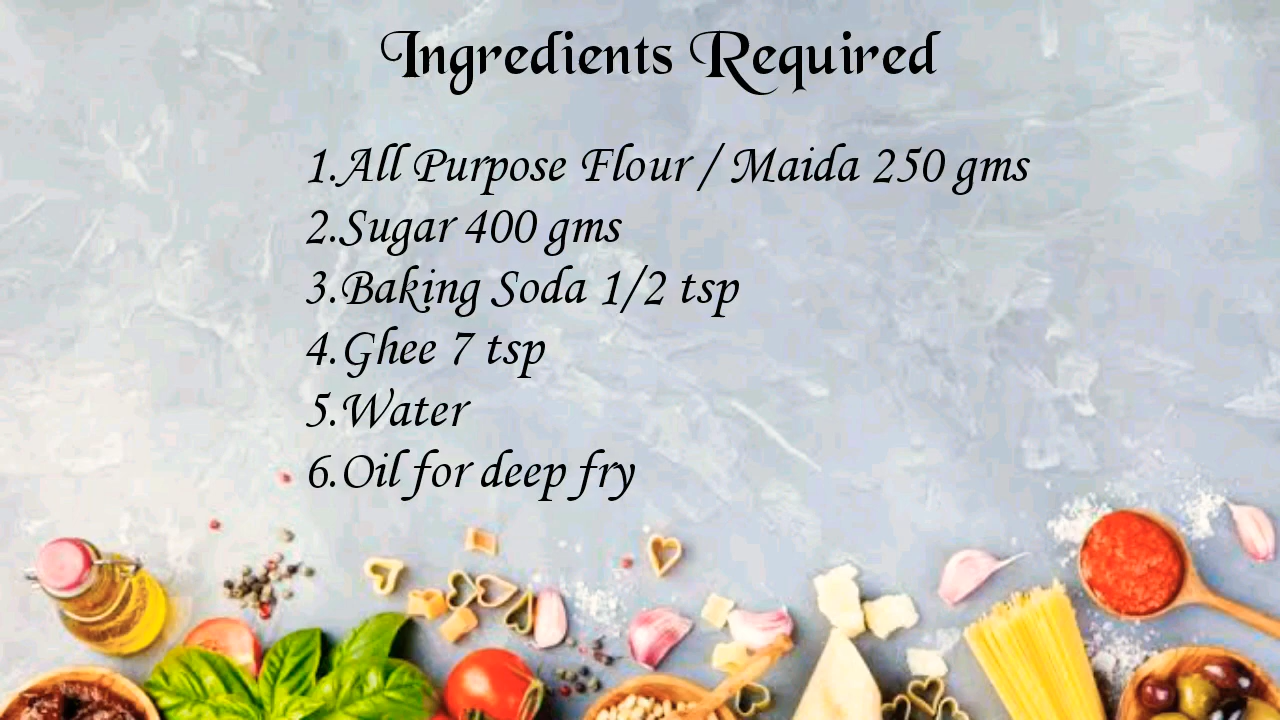 Ingredients Required
1.All Purpose Flour / Maida 250 gms
2.Sugar 400 gms
3.Baking Soda 1/2 tsp
4.Ghee 7 tsp
5.Water
6.Oil for deep fry